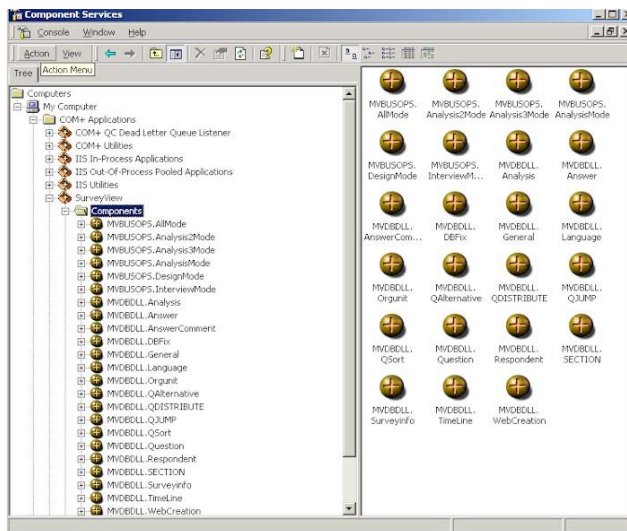 Component Services
Console Window Help
Action View
Tree Action Menu
Computers
My Computer
COM+ Applications
COM+ QC Dead Letter Queue Listener
COM+ Utilities
IIS In-Process Applications
IIS Out-Of-Process Pooled Applications
IIS Utilities
SurveyView
Components
MVBUSOPS.AllMode
MVBUSOPS.Analysis2Mode
MVBUSOPS.Analysis3Mode
MVBUSOPS.AnalysisMode
MVBUSOPS.DesignMode
MVBUSOPS.InterviewMode
MVDBDLL.Analysis
MVDBDLL.Answer
MVDBDLL.AnswerComment
MVDBDLL.DBFix
MVDBDLL.General
MVDBDLL.Language
MVDBDLL.Orgunit
MVDBDLL.QAlternative
MVDBDLL.QDISTRIBUTE
MVDBDLL.QJUMP
MVDBDLL.QSort
MVDBDLL.Question
MVDBDLL.Respondent
MVDBDLL.SECTION
MVDBDLL.Surveyinfo
MVDBDLL.TimeLine
MVDBDLL.WebCreation
MVBUSOPS. MVBUSOPS. MVBUSOPS. MVBUSOPS.
AllMode Analysis2Mode Analysis3Mode AnalysisMode
MVBUSOPS. MVBUSOPS. MVDBDLL. MVDBDLL.
DesignMode InterviewM... Analysis Answer
MVDBDLL. MVDBDLL. MVDBDLL. MVDBDLL.
AnswerCom... DBFix General Language
MVDBDLL. MVDBDLL. MVDBDLL. MVDBDLL.
Orgunit QAlternative QDISTRIBUTE QJUMP
MVDBDLL. MVDBDLL. MVDBDLL. MVDBDLL.
QSort Question Respondent SECTION
MVDBDLL. MVDBDLL. MVDBDLL.
Surveyinfo TimeLine WebCreation